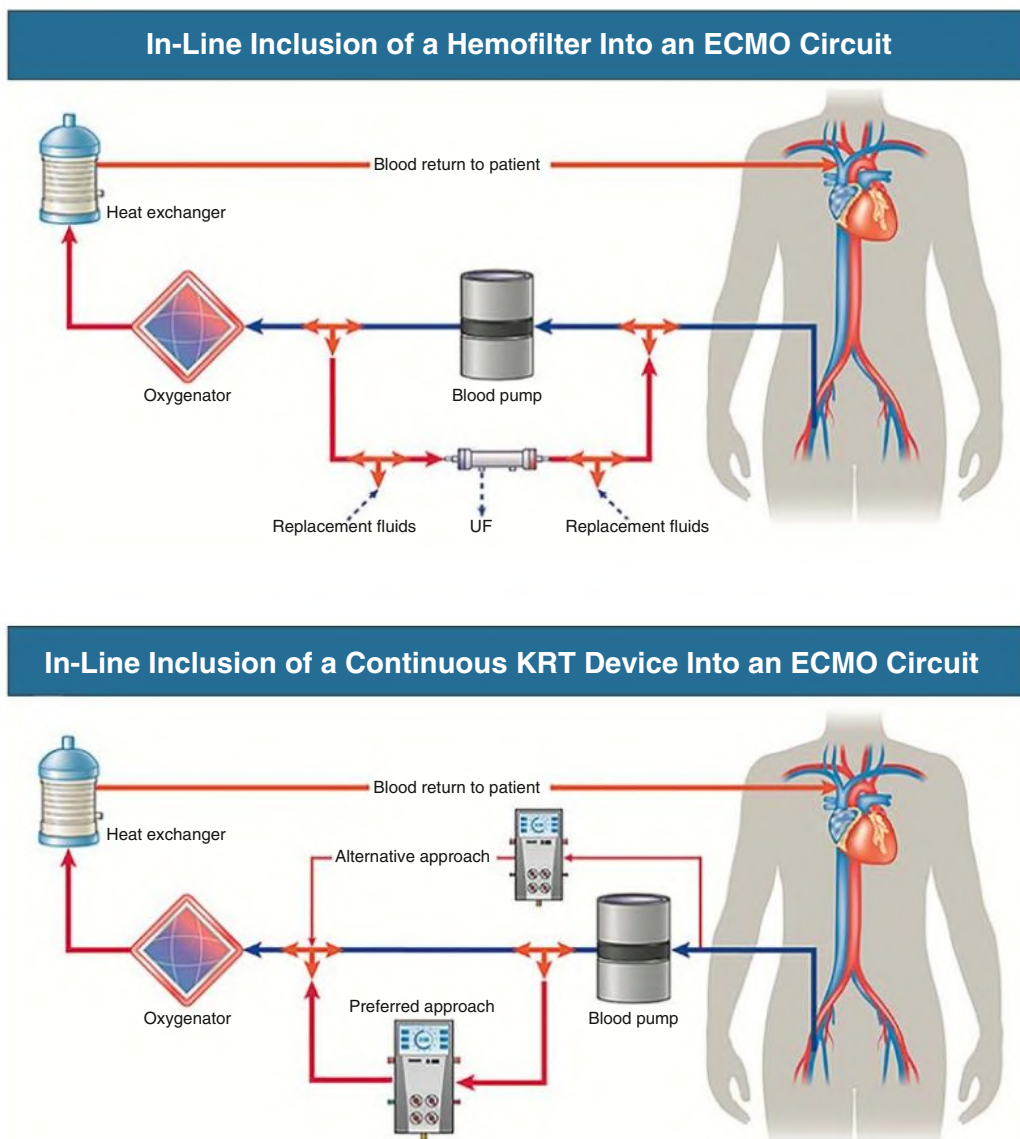 In-Line Inclusion of a Hemofilter Into an ECMO Circuit
Blood return to patient
Heat exchanger
Oxygenator
Blood pump
Replacement fluids
UF
Replacement fluids
In-Line Inclusion of a Continuous KRT Device Into an ECMO Circuit
Blood return to patient
Heat exchanger
Alternative approach
Oxygenator
Preferred approach
Blood pump